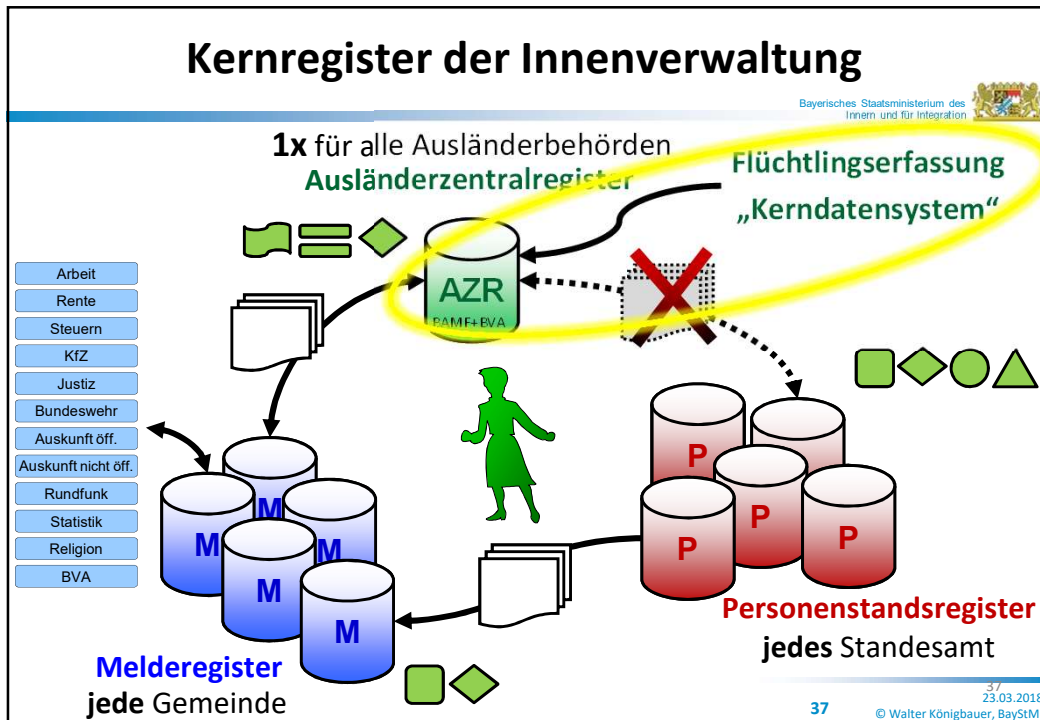 Kernregister der Innenverwaltung
Bayerisches Staatsministerium des
Innern und für Integration
1x für alle Ausländerbehörden
Ausländerzentralregister
Flüchtlingserfassung
„Kerndatensystem“
AZR
BAMF+BVA
Arbeit
Rente
Steuern
KfZ
Justiz
Bundeswehr
Auskunft öff.
Auskunft nicht öff.
Rundfunk
Statistik
Religion
BVA
M
M
M
M
M
P
P
P
P
Melderegister
jede Gemeinde
Personenstandsregister
jedes Standesamt
37
37
23.03.2018
© Walter Königbauer, BayStM